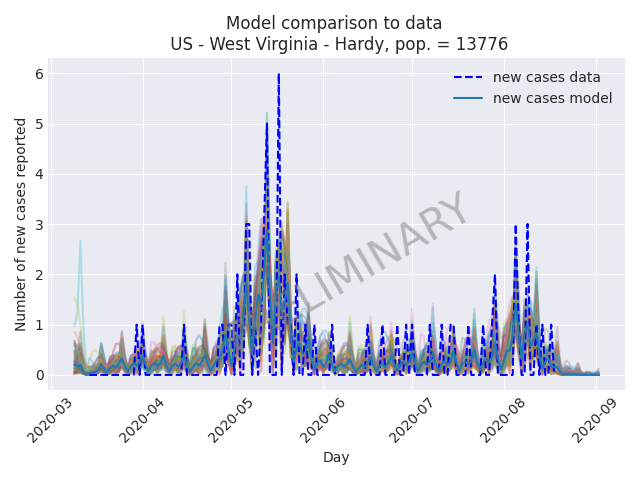 Model comparison to data
US - West Virginia - Hardy, pop. = 13776
Number of new cases reported
6
5
4
3
2
1
0
new cases data
new cases model
LIMINARY
2020-03
2020-04
2020-05
2020-06
2020-07
2020-08
2020-09
Day